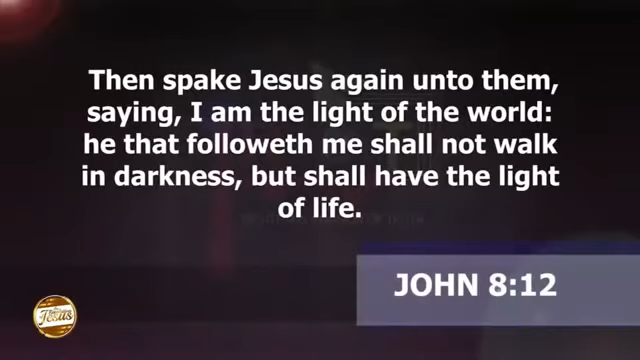 Then spake Jesus again unto them,
saying, I am the light of the world:
he that followeth me shall not walk
in darkness, but shall have the light
of life.
JOHN 8:12
Jesus